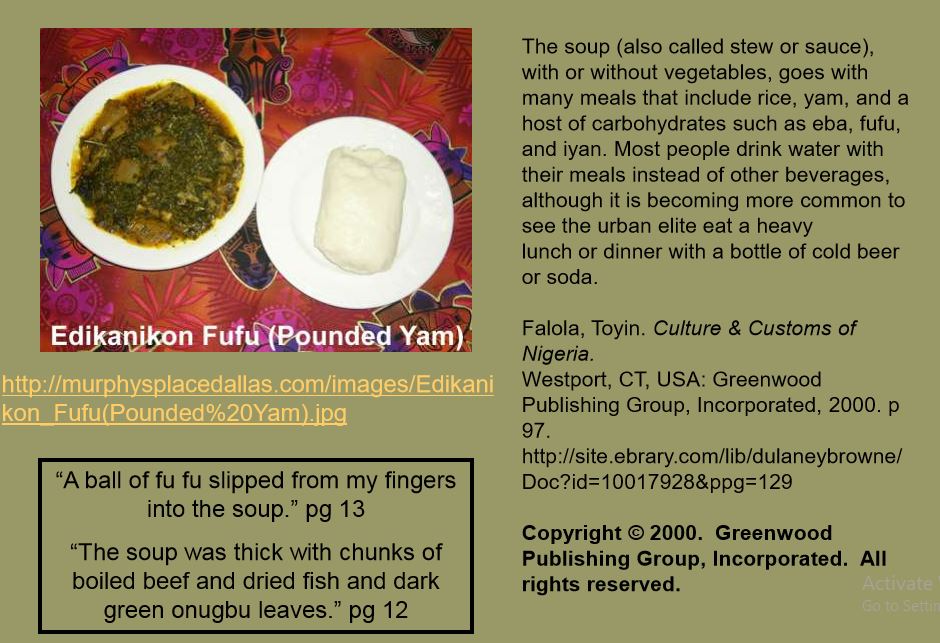 Edikanikon Fufu (Pounded Yam)
http://murphysplacedallas.com/images/Edikani
kon_Fufu(Pounded%20Yam).jpg
“A ball of fu fu slipped from my fingers
into the soup.” pg 13
“The soup was thick with chunks of
boiled beef and dried fish and dark
green onugbu leaves.” pg 12
The soup (also called stew or sauce),
with or without vegetables, goes with
many meals that include rice, yam, and a
host of carbohydrates such as eba, fufu,
and iyan. Most people drink water with
their meals instead of other beverages,
although it is becoming more common to
see the urban elite eat a heavy
lunch or dinner with a bottle of cold beer
or soda.
Falola, Toyin. Culture & Customs of
Nigeria.
Westport, CT, USA: Greenwood
Publishing Group, Incorporated, 2000. p
97.
http://site.ebrary.com/lib/dulaneybrowne/
Doc?id=10017928&ppg=129
Copyright © 2000.  Greenwood
Publishing Group, Incorporated.  All
rights reserved.
Activate
Go to